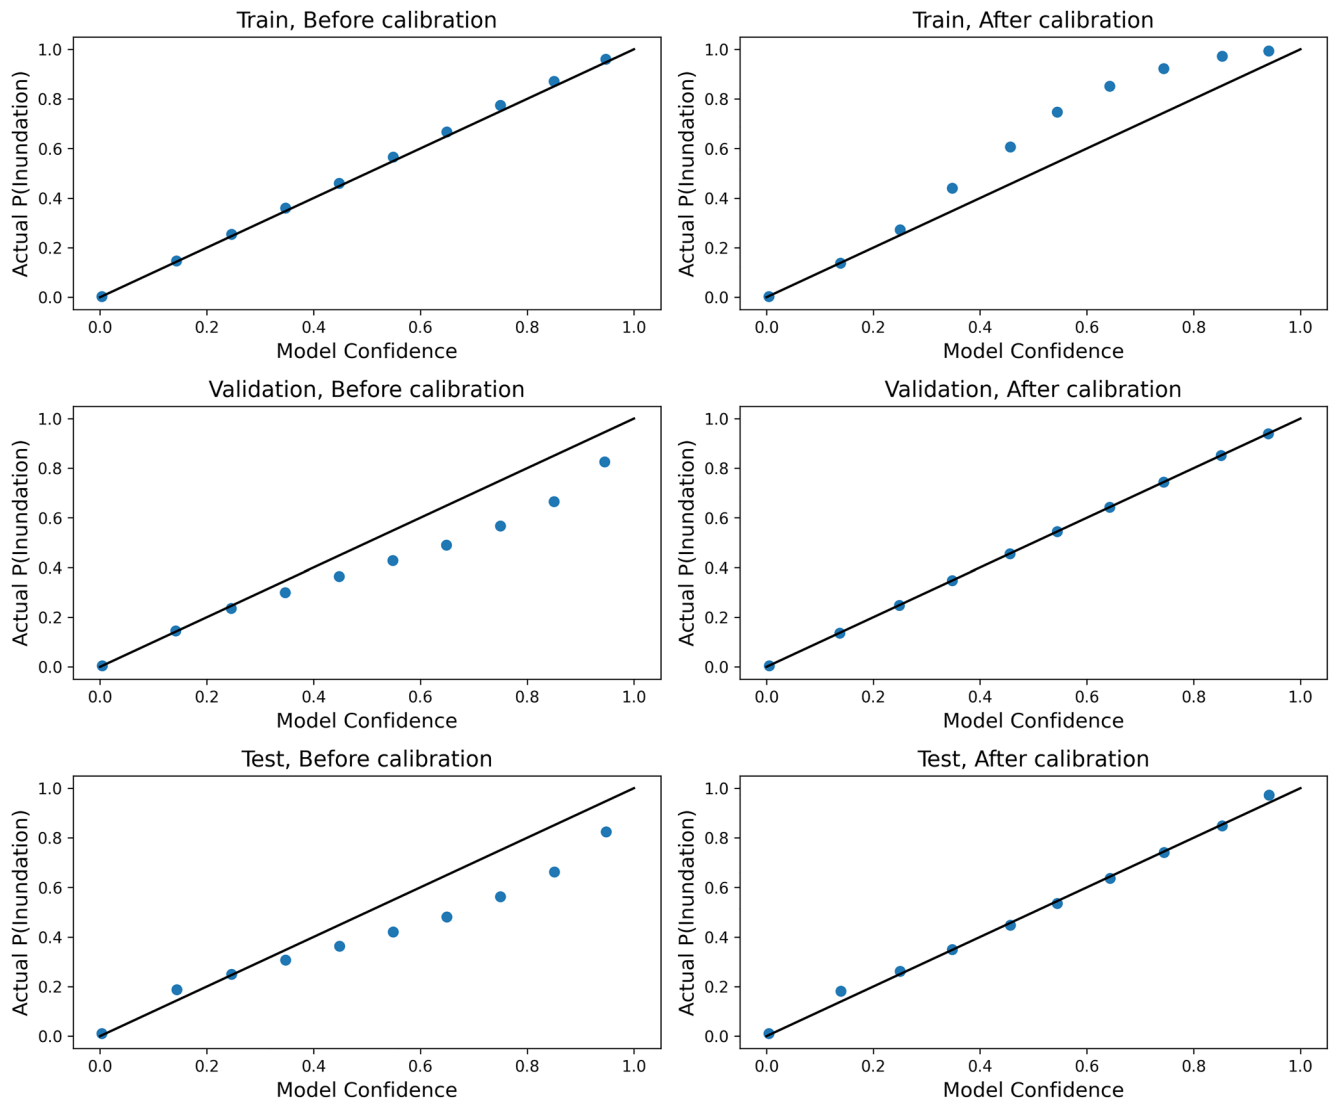 Train, Before calibration
Actual P(Inundation)
1.0
0.8
0.6
0.4
0.2
0.0
0.0 0.2 0.4 0.6 0.8 1.0
Model Confidence
Train, After calibration
Actual P(Inundation)
1.0
0.8
0.6
0.4
0.2
0.0
0.0 0.2 0.4 0.6 0.8 1.0
Model Confidence
Validation, Before calibration
Actual P(Inundation)
1.0
0.8
0.6
0.4
0.2
0.0
0.0 0.2 0.4 0.6 0.8 1.0
Model Confidence
Validation, After calibration
Actual P(Inundation)
1.0
0.8
0.6
0.4
0.2
0.0
0.0 0.2 0.4 0.6 0.8 1.0
Model Confidence
Test, Before calibration
Actual P(Inundation)
1.0
0.8
0.6
0.4
0.2
0.0
0.0 0.2 0.4 0.6 0.8 1.0
Model Confidence
Test, After calibration
Actual P(Inundation)
1.0
0.8
0.6
0.4
0.2
0.0
0.0 0.2 0.4 0.6 0.8 1.0
Model Confidence